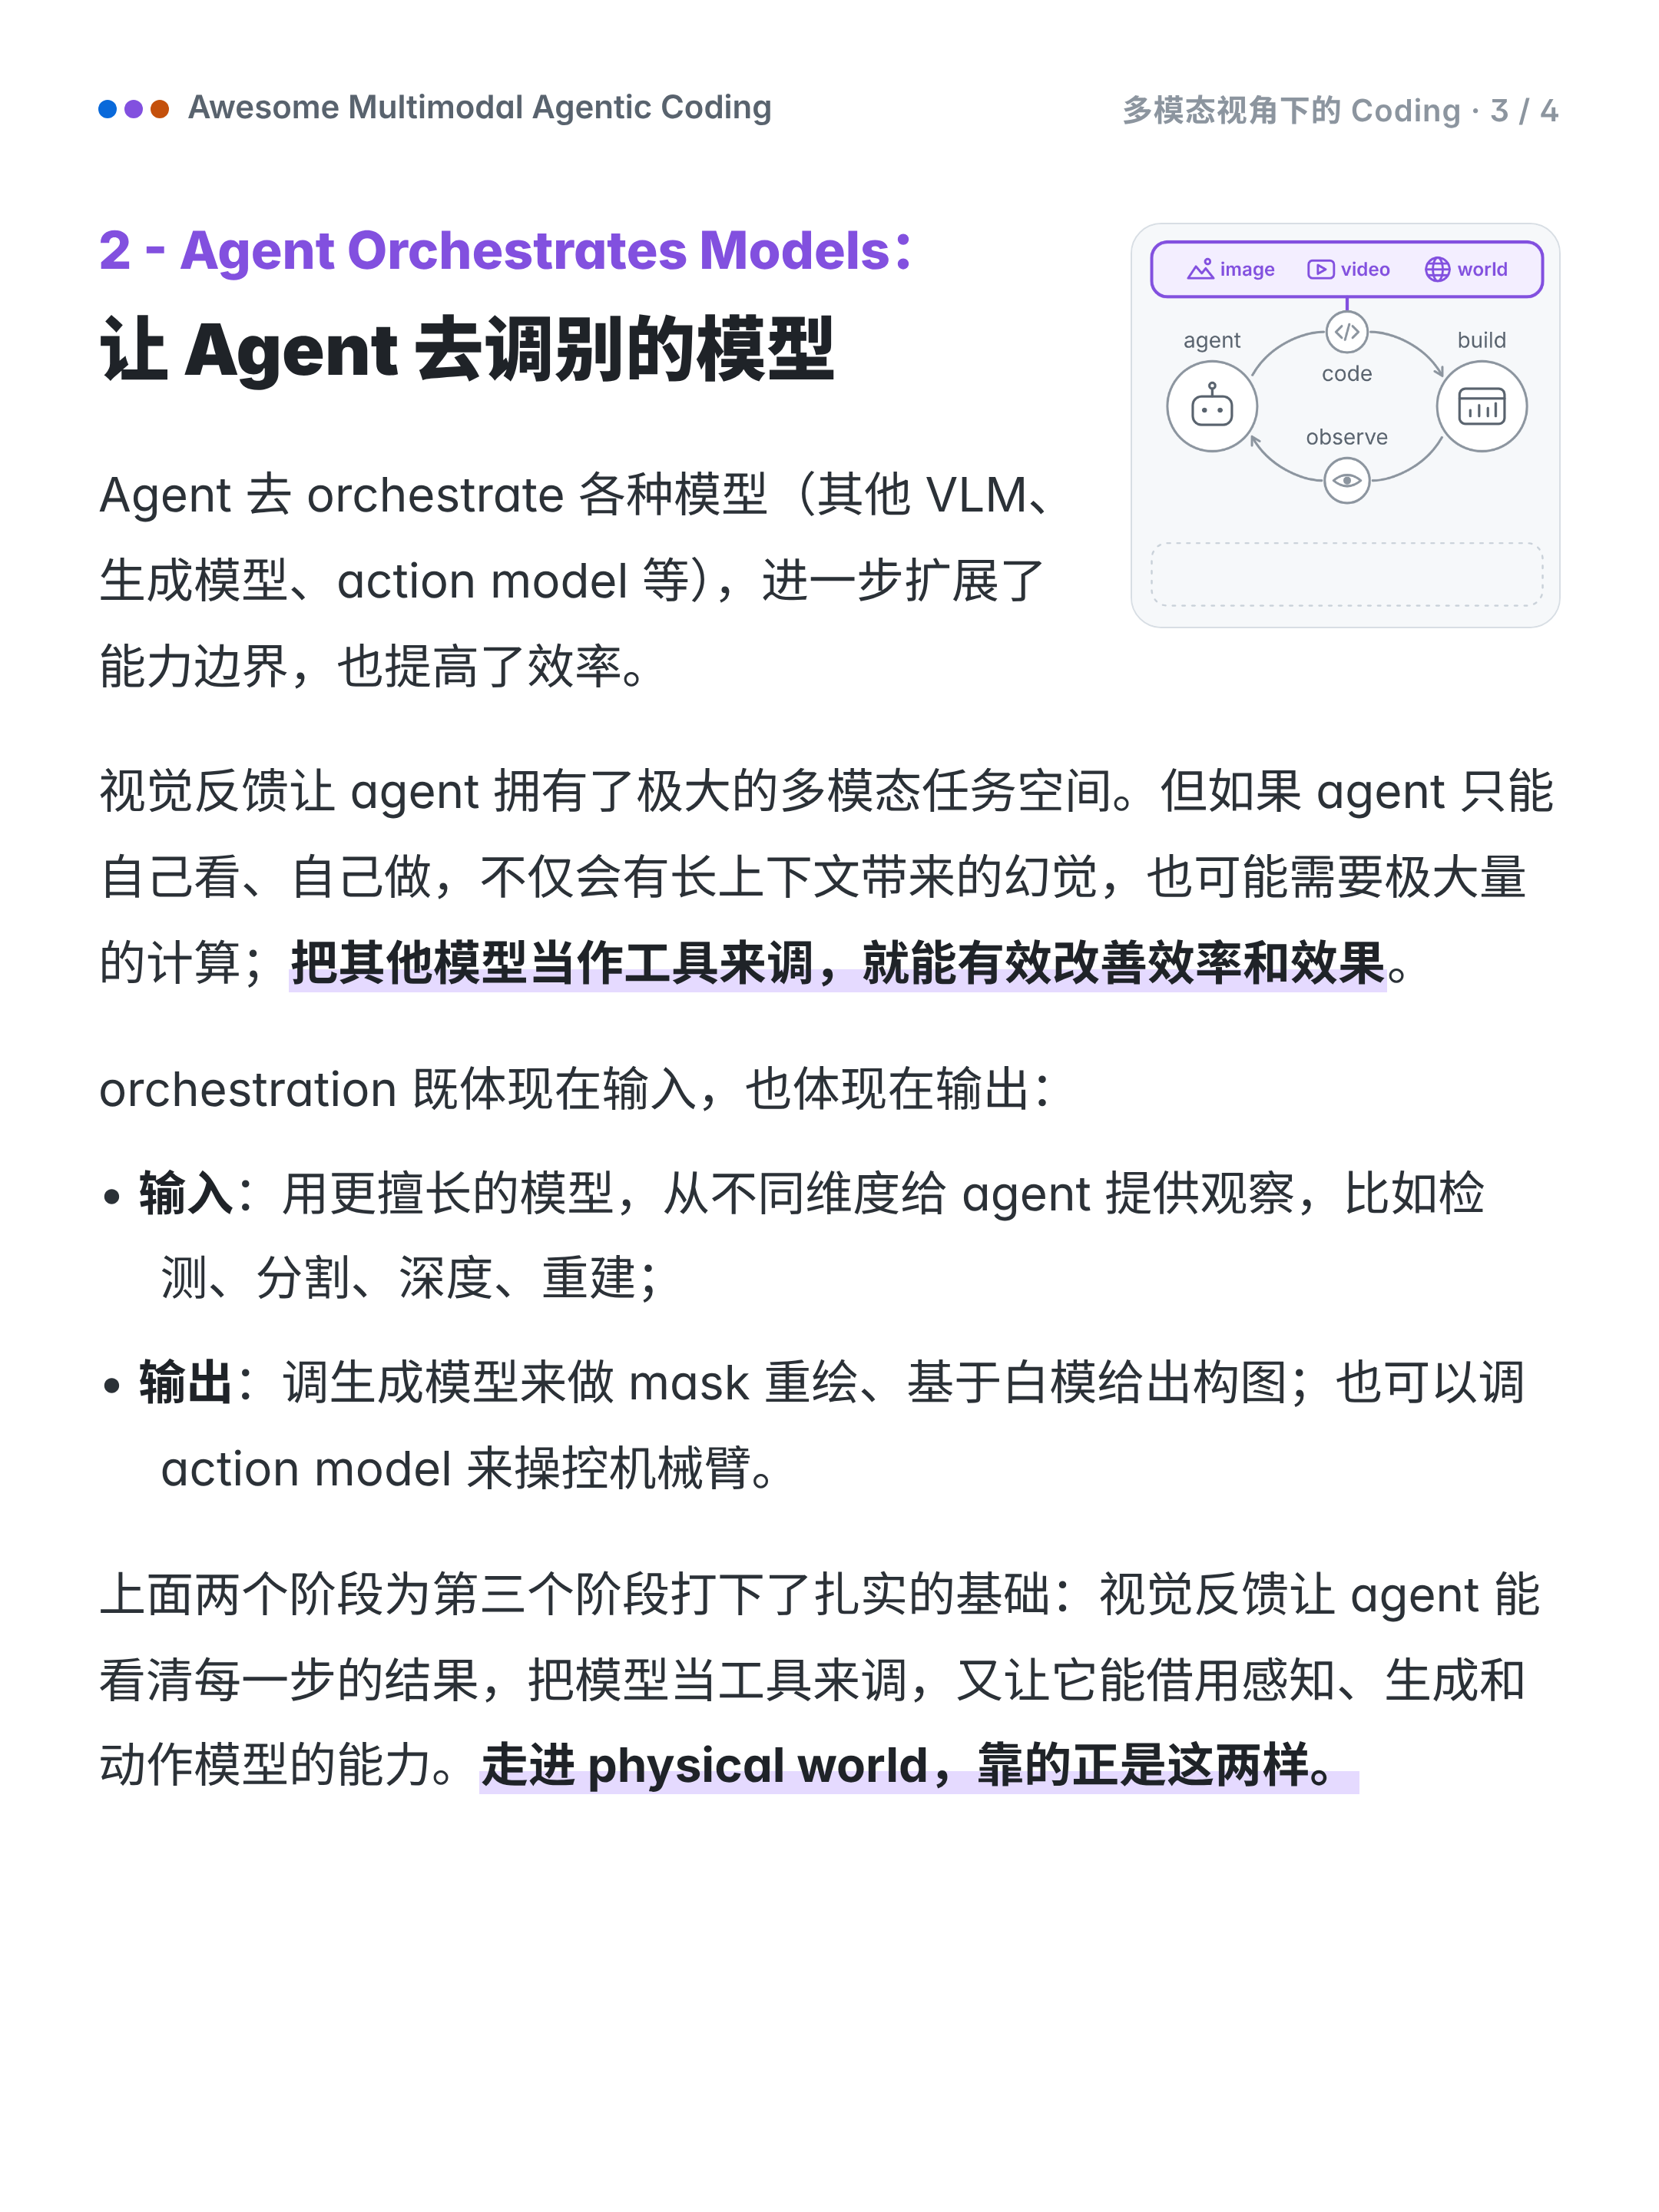 Awesome Multimodal Agentic Coding
多模态视角下的 Coding · 3 / 4
2 - Agent Orchestrates Models：
让 Agent 去调别的模型
image video world
agent
build
code
observe
Agent 去 orchestrate 各种模型（其他 VLM、
生成模型、action model 等），进一步扩展了
能力边界，也提高了效率。
视觉反馈让 agent 拥有了极大的多模态任务空间。但如果 agent 只能
自己看、自己做，不仅会有长上下文带来的幻觉，也可能需要极大量
的计算；把其他模型当作工具来调，就能有效改善效率和效果。
orchestration 既体现在输入，也体现在输出：
• 输入：用更擅长的模型，从不同维度给 agent 提供观察，比如检
测、分割、深度、重建；
• 输出：调生成模型来做 mask 重绘、基于白模给出构图；也可以调
action model 来操控机械臂。
上面两个阶段为第三个阶段打下了扎实的基础：视觉反馈让 agent 能
看清每一步的结果，把模型当工具来调，又让它能借用感知、生成和
动作模型的能力。走进 physical world，靠的正是这两样。